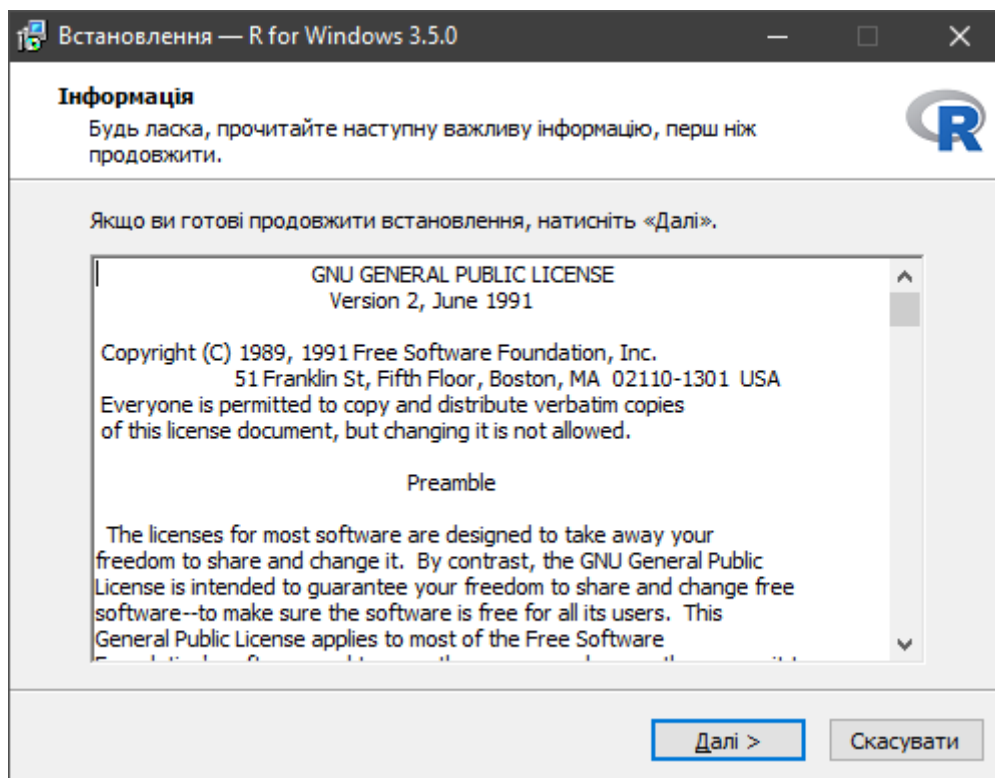 Встановлення — R for Windows 3.5.0
Інформація
Будь ласка, прочитайте наступну важливу інформацію, перш ніж
продовжити.
R
Якщо ви готові продовжити встановлення, натисніть «Далі».
GNU GENERAL PUBLIC LICENSE
Version 2, June 1991
Copyright (C) 1989, 1991 Free Software Foundation, Inc.
51 Franklin St, Fifth Floor, Boston, MA 02110-1301 USA
Everyone is permitted to copy and distribute verbatim copies
of this license document, but changing it is not allowed.
Preamble
The licenses for most software are designed to take away your
freedom to share and change it. By contrast, the GNU General Public
License is intended to guarantee your freedom to share and change free
software--to make sure the software is free for all its users. This
General Public License applies to most of the Free Software
Далі >
Скасувати